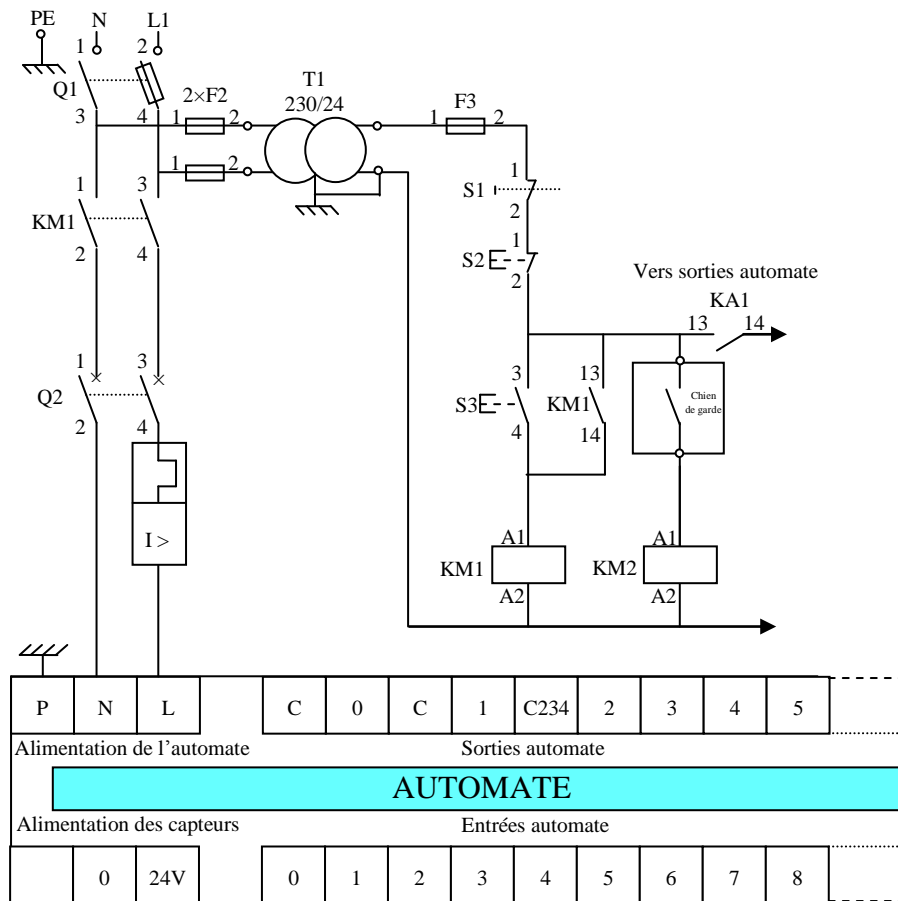 PE N L1
1 2
Q1
3 4
2×F2
1 2
1 2
T1
230/24
F3
1 2
1
S1
2
1
S2
2
1 3
KM1
2 4
Vers sorties automate
KA1
13 14
1 3
Q2
2 4
3
S3
4
13
KM1
14
Chien
de garde
I >
A1
KM1
A2
A1
KM2
A2
P N L C 0 C 1 C234 2 3 4 5
Alimentation de l’automate Sorties automate
AUTOMATE
Alimentation des capteurs Entrées automate
0 24V 0 1 2 3 4 5 6 7 8